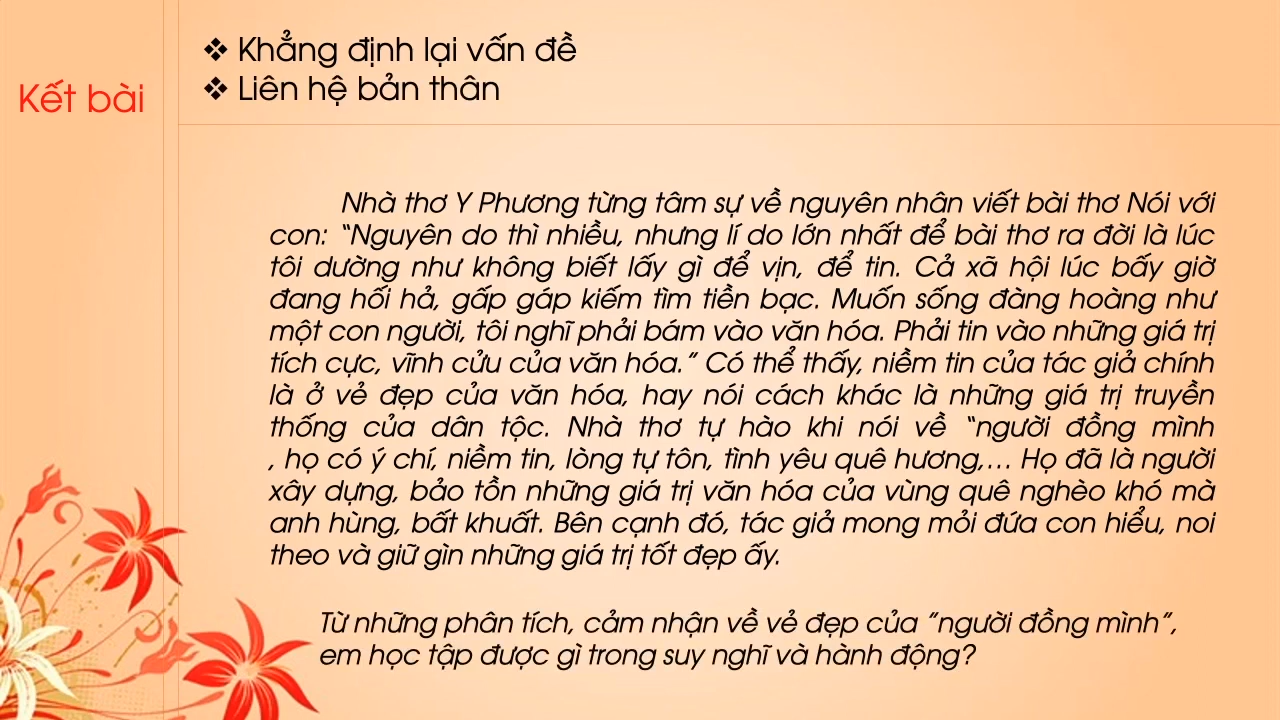 Kết bài
❖ Khẳng định lại vấn đề
❖ Liên hệ bản thân
Nhà thơ Y Phương từng tâm sự về nguyên nhân viết bài thơ Nói với
con: “Nguyên do thì nhiều, nhưng lí do lớn nhất để bài thơ ra đời là lúc
tôi dường như không biết lấy gì để vịn, để tin. Cả xã hội lúc bấy giờ
đang hối hả, gấp gáp kiếm tìm tiền bạc. Muốn sống đàng hoàng như
một con người, tôi nghĩ phải bám vào văn hóa. Phải tin vào những giá trị
tích cực, vĩnh cửu của văn hóa.” Có thể thấy, niềm tin của tác giả chính
là ở vẻ đẹp của văn hóa, hay nói cách khác là những giá trị truyền
thống của dân tộc. Nhà thơ tự hào khi nói về “người đồng mình
, họ có ý chí, niềm tin, lòng tự tôn, tình yêu quê hương,... Họ đã là người
xây dựng, bảo tồn những giá trị văn hóa của vùng quê nghèo khó mà
anh hùng, bất khuất. Bên cạnh đó, tác giả mong mỏi đứa con hiểu, noi
theo và giữ gìn những giá trị tốt đẹp ấy.
Từ những phân tích, cảm nhận về vẻ đẹp của “người đồng mình”,
em học tập được gì trong suy nghĩ và hành động?